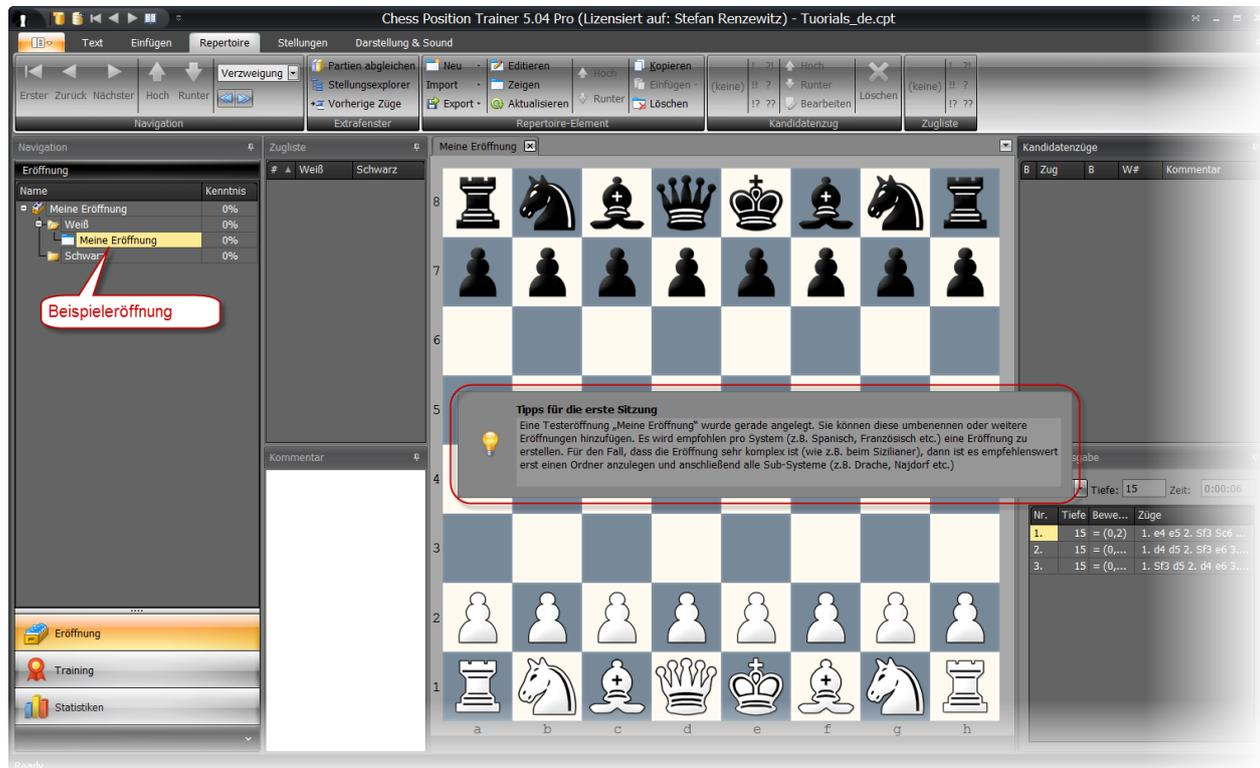 Chess Position Trainer 5.04 Pro (Lizensiert auf: Stefan Renzewitz) - Tuorials_de.cpt
Text Einfügen Repertoire Stellungen Darstellung & Sound
Erster Zurück Nächster Hoch Runter
Verzweigung
Navigation
Partien abgleichen
Stellungsexplorer
Vorherige Züge
Extrafenster
Neu
Import
Export
Editieren
Zeigen
Aktualisieren
Hoch
Runter
Kopieren
Einfügen
Löschen
Repertoire-Element
(keine)
! ?!
!! ?
!? ??
Hoch
Runter
Bearbeiten
Löschen
Kandidatenzug
(keine)
! ?!
!! ?
!? ??
Zugliste
Navigation
Eröffnung
Name Kenntnis
Meine Eröffnung 0%
Weiß 0%
Meine Eröffnung 0%
Schwarz 0%
Beispieleröffnung
Eröffnung
Training
Statistiken
Zugliste
# Weiß Schwarz
Kommentar
Meine Eröffnung
8
7
6
5
4
3
2
1
a b c d e f g h
Tipps für die erste Sitzung
Eine Testeröffnung „Meine Eröffnung" wurde gerade angelegt. Sie können diese umbenennen oder weitere
Eröffnungen hinzufügen. Es wird empfohlen pro System (z.B. Spanisch, Französisch etc.) eine Eröffnung zu
erstellen. Für den Fall, dass die Eröffnung sehr komplex ist (wie z.B. beim Sizilianer), dann ist es empfehlenswert
erst einen Ordner anzulegen und anschließend alle Sub-Systeme (z.B. Drache, Najdorf etc.)
Kandidatenzüge
B Zug B W# Kommentar
Tiefe: 15 Zeit: 0:00:06
Nr. Tiefe Bewe... Züge
1. 15 = (0,2) 1. e4 e5 2. Sf3 Sc6 ...
2. 15 = (0,... 1. d4 d5 2. Sf3 e6 3....
3. 15 = (0,... 1. Sf3 d5 2. d4 e6 3....
Ready